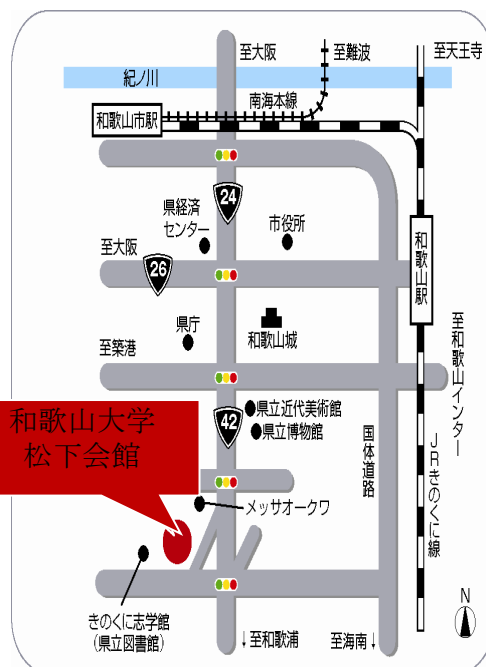 至大阪
至難波
至天王寺
紀ノ川
南海本線
和歌山市駅
24
県経済
センター
市役所
至大阪
26
和歌山駅
県庁
和歌山城
至築港
至和歌山インター
和歌山大学
松下会館
42
県立近代美術館
県立博物館
国体道路
JRきのくに線
メッサオークワ
きのくに志学館
(県立図書館)
↓至和歌浦
至海南↓
N